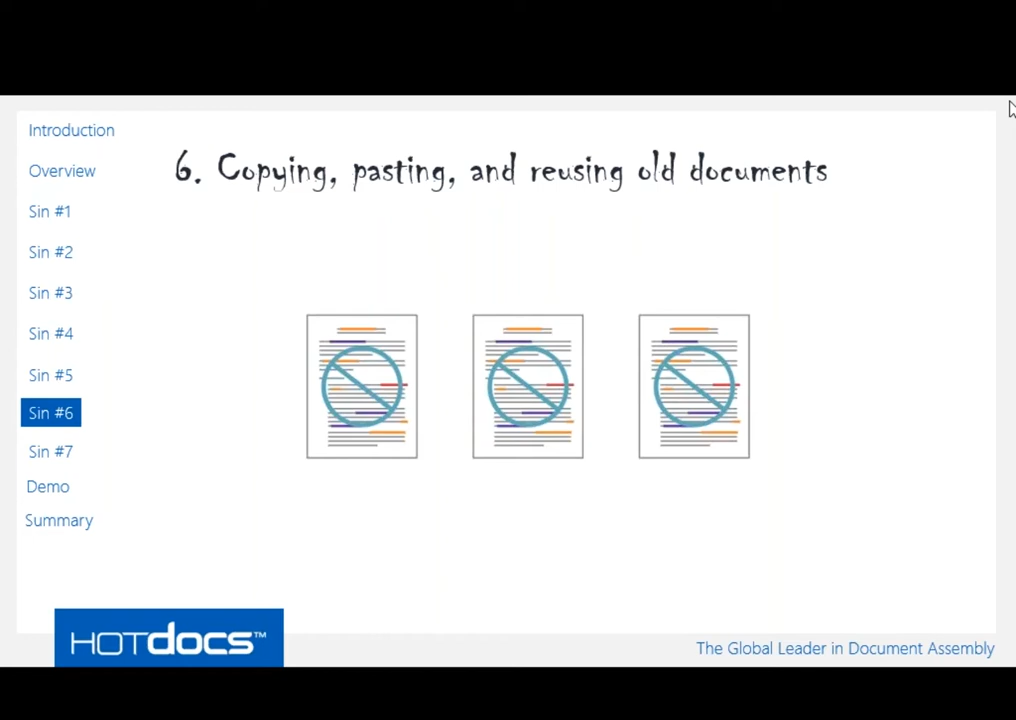 Introduction
6. Copying, pasting, and reusing old documents
Overview
Sin #1
Sin #2
Sin #3
Sin #4
Sin #5
Sin #6
Sin #7
Demo
Summary
HOTDOCS™
The Global Leader in Document Assembly